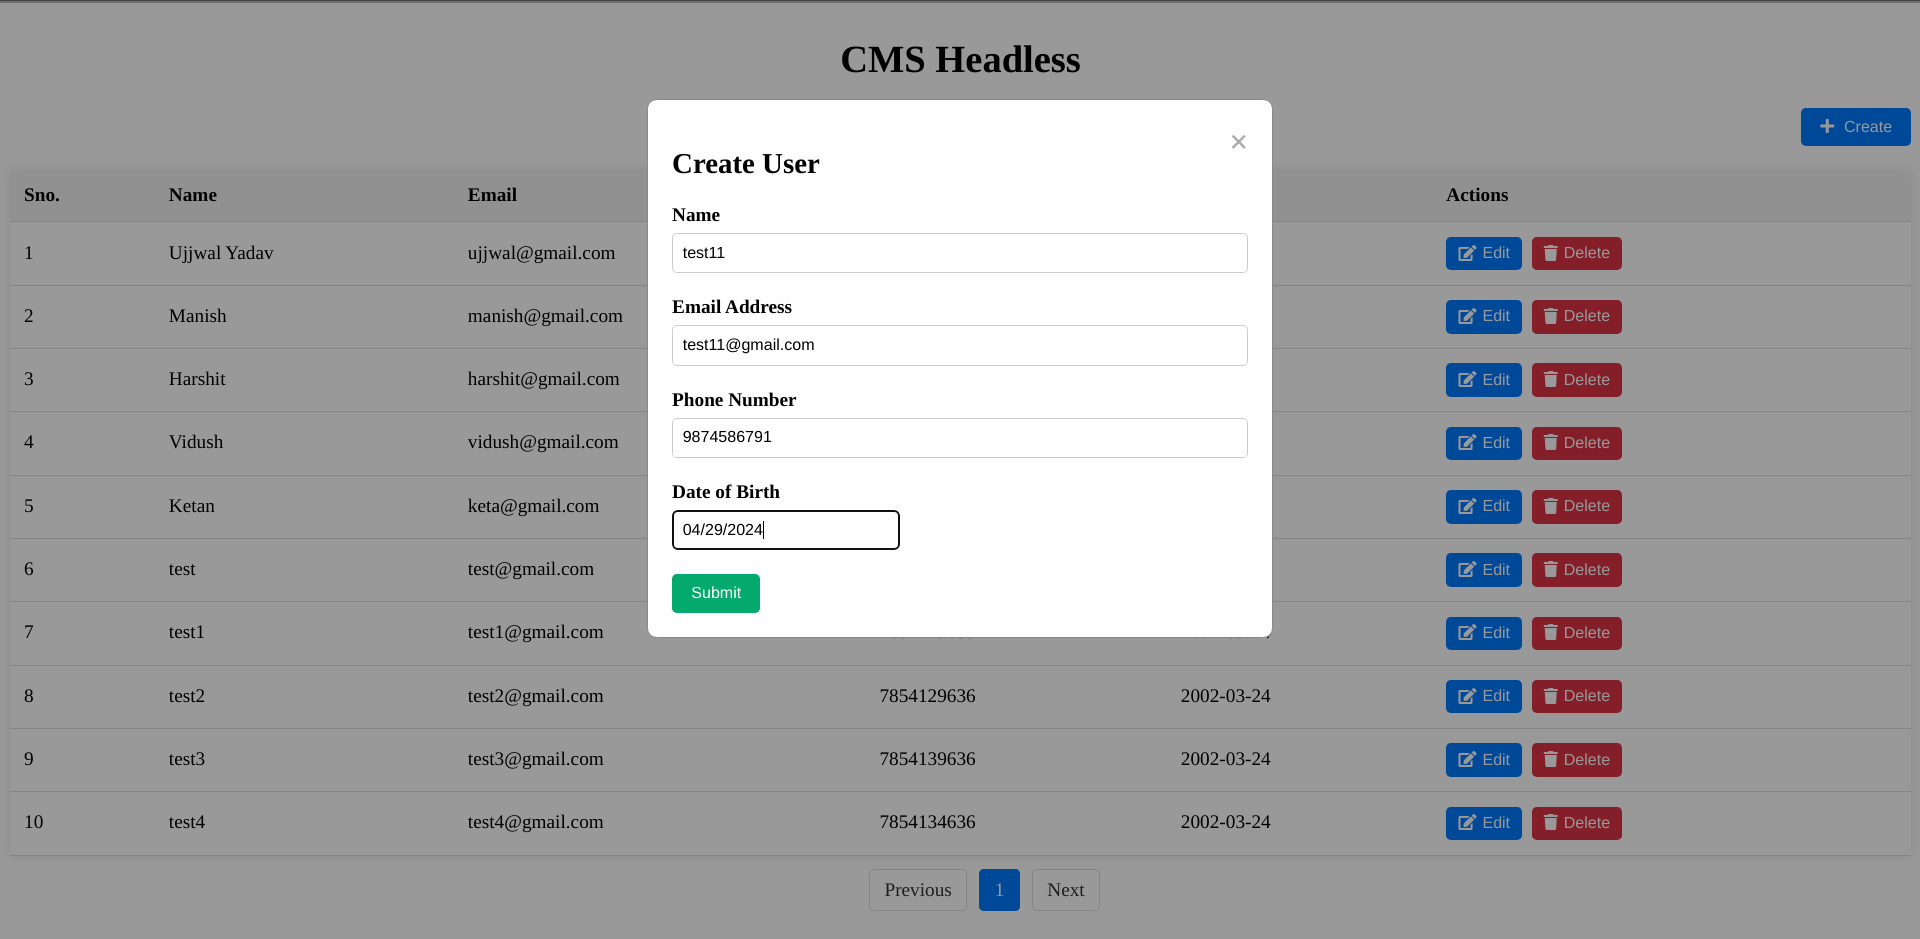 CMS Headless
Create
Sno. Name Email Actions
1 Ujjwal Yadav ujjwal@gmail.com Edit Delete
2 Manish manish@gmail.com Edit Delete
3 Harshit harshit@gmail.com Edit Delete
4 Vidush vidush@gmail.com Edit Delete
5 Ketan keta@gmail.com Edit Delete
6 test test@gmail.com Edit Delete
7 test1 test1@gmail.com Edit Delete
8 test2 test2@gmail.com 7854129636 2002-03-24 Edit Delete
9 test3 test3@gmail.com 7854139636 2002-03-24 Edit Delete
10 test4 test4@gmail.com 7854134636 2002-03-24 Edit Delete
Previous 1 Next
Create User
Name
test11
Email Address
test11@gmail.com
Phone Number
9874586791
Date of Birth
04/29/2024
Submit